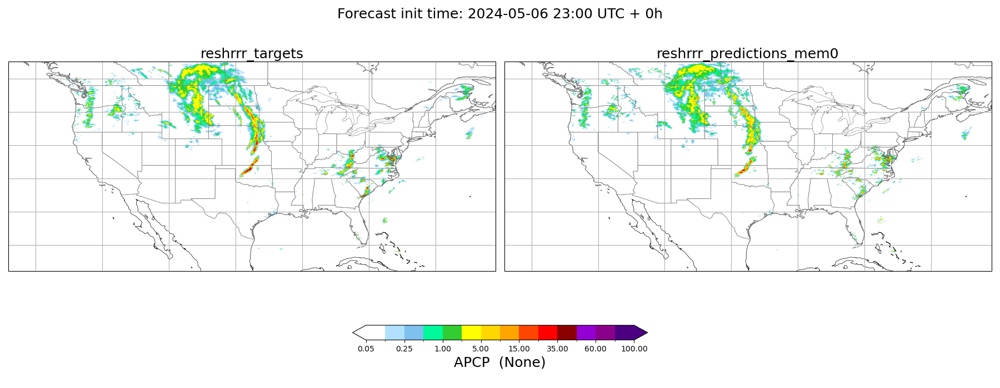 Forecast init time: 2024-05-06 23:00 UTC + 0h
reshrrr_targets
reshrrr_predictions_mem0
0.05 0.25 1.00 5.00 15.00 35.00 60.00 100.00
APCP (None)